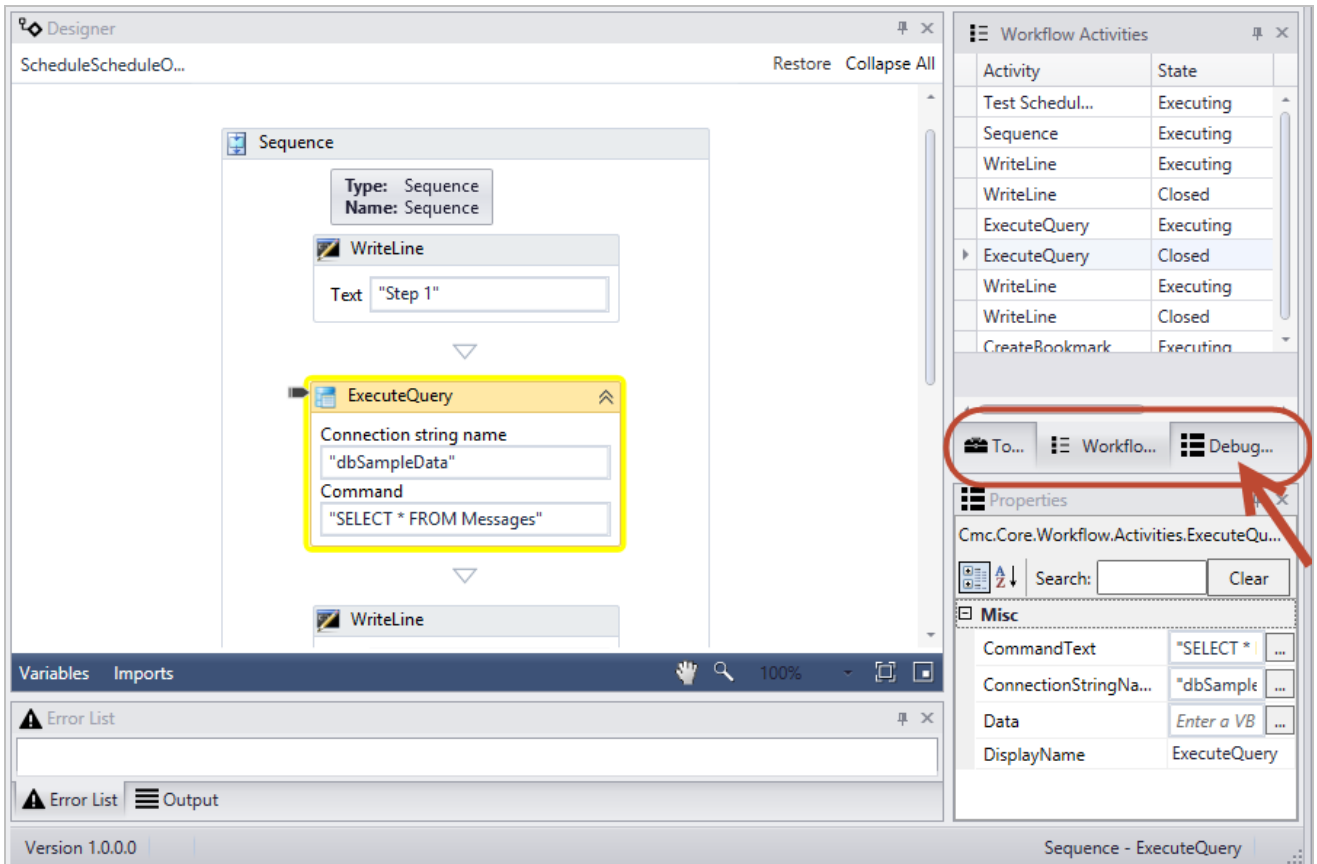 Designer
ScheduleScheduleO...
Restore Collapse All
Sequence
Type: Sequence
Name: Sequence
WriteLine
Text "Step 1"
ExecuteQuery
Connection string name
"dbSampleData"
Command
"SELECT * FROM Messages"
WriteLine
Variables Imports
100%
Error List
Error List Output
Version 1.0.0.0
Workflow Activities
Activity State
Test Schedul... Executing
Sequence Executing
WriteLine Executing
WriteLine Closed
ExecuteQuery Executing
ExecuteQuery Closed
WriteLine Executing
WriteLine Closed
CreateBookmark Executing
To... Workflo... Debug...
Properties
Cmc.Core.Workflow.Activities.ExecuteQu...
Search: Clear
Misc
CommandText "SELECT * ...
ConnectionStringNa... "dbSample ...
Data Enter a VB ...
DisplayName ExecuteQuery
Sequence - ExecuteQuery